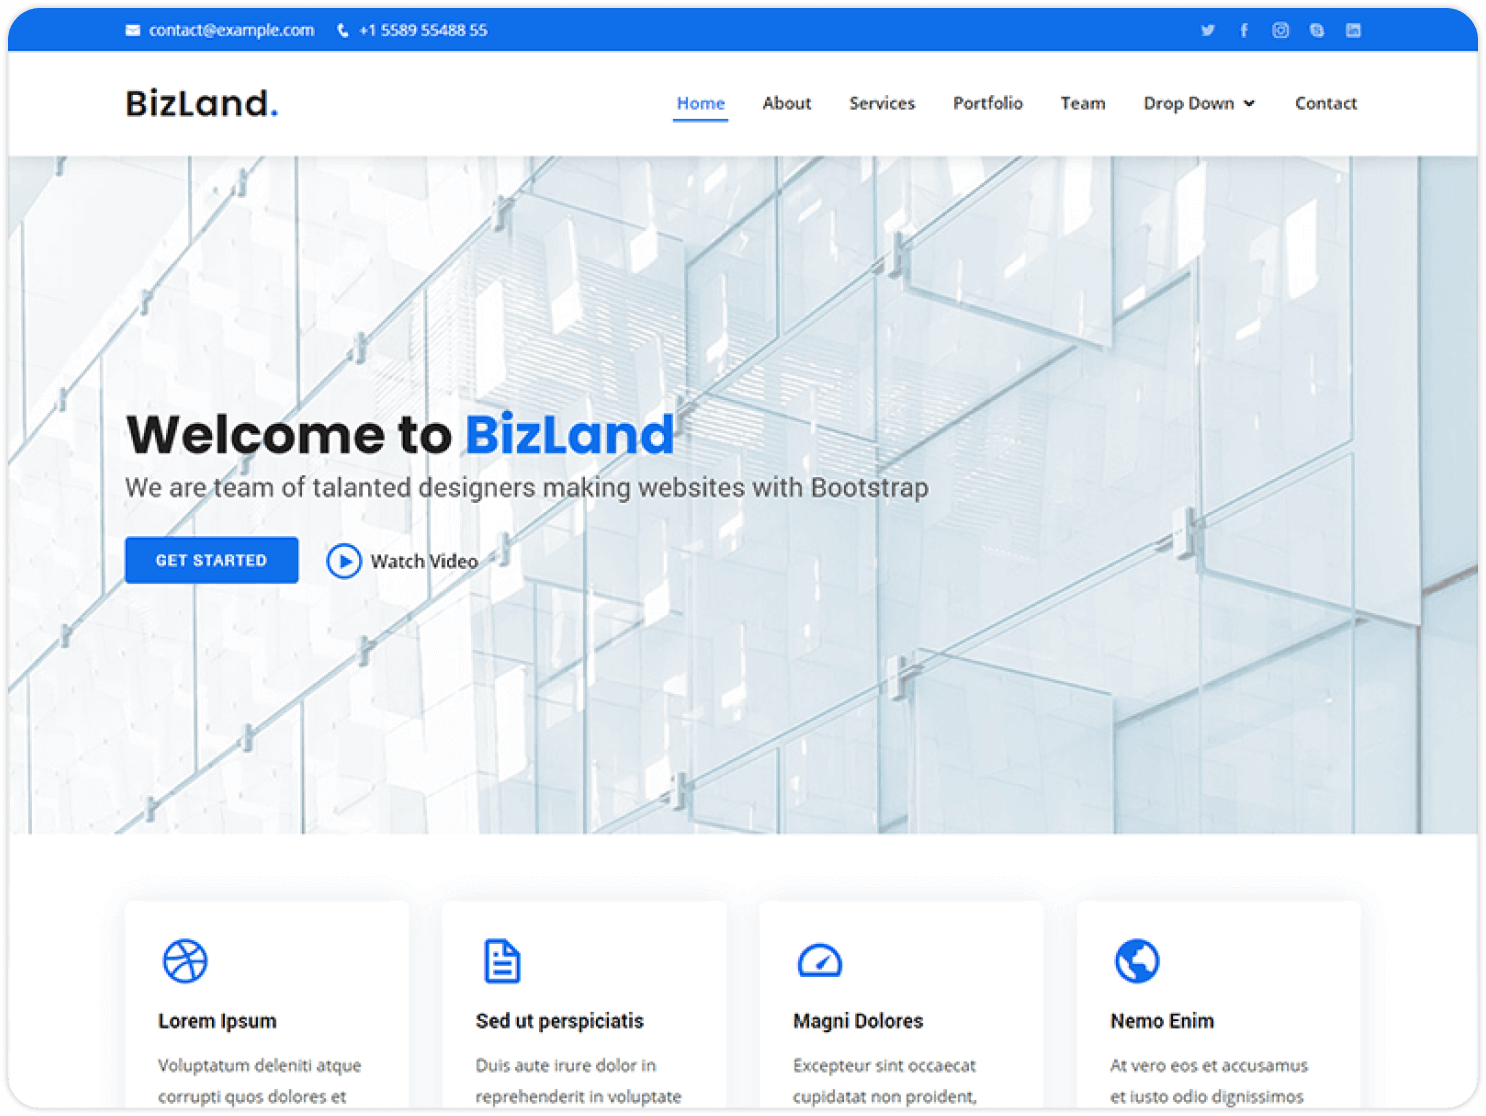 contact@example.com +1 5589 55488 55
BizLand.
Home About Services Portfolio Team Drop Down Contact
Welcome to BizLand
We are team of talanted designers making websites with Bootstrap
GET STARTED Watch Video
Lorem Ipsum
Voluptatum deleniti atque
corrupti quos dolores et
Sed ut perspiciatis
Duis aute irure dolor in
reprehenderit in voluptate
Magni Dolores
Excepteur sint occaecat
cupidatat non proident,
Nemo Enim
At vero eos et accusamus
et iusto odio dignissimos